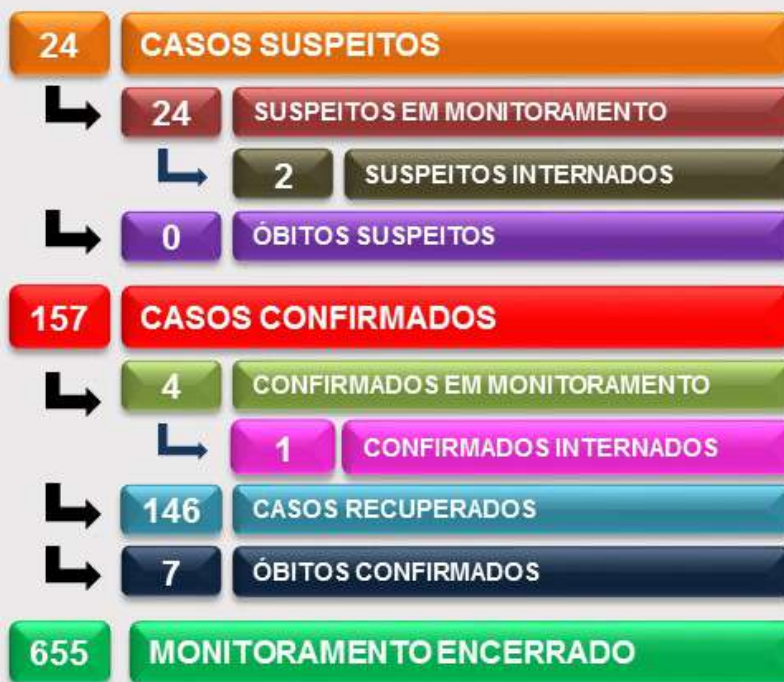 24 CASOS SUSPEITOS
24 SUSPEITOS EM MONITORAMENTO
2 SUSPEITOS INTERNADOS
0 ÓBITOS SUSPEITOS
157 CASOS CONFIRMADOS
4 CONFIRMADOS EM MONITORAMENTO
1 CONFIRMADOS INTERNADOS
146 CASOS RECUPERADOS
7 ÓBITOS CONFIRMADOS
655 MONITORAMENTO ENCERRADO